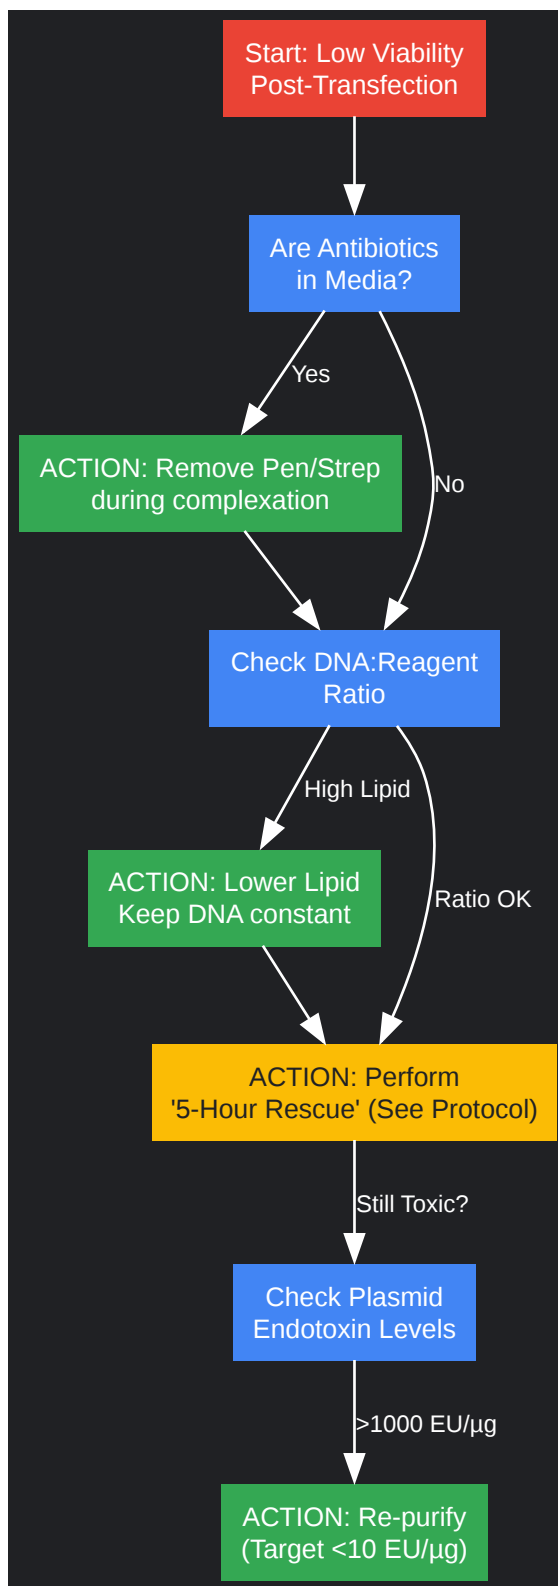 Start: Low Viability
Post-Transfection
Are Antibiotics
in Media?
Yes
ACTION: Remove Pen/Strep
during complexation
No
Check DNA:Reagent
Ratio
High Lipid
ACTION: Lower Lipid
Keep DNA constant
Ratio OK
ACTION: Perform
'5-Hour Rescue' (See Protocol)
Still Toxic?
Check Plasmid
Endotoxin Levels
>1000 EU/µg
ACTION: Re-purify
(Target <10 EU/µg)